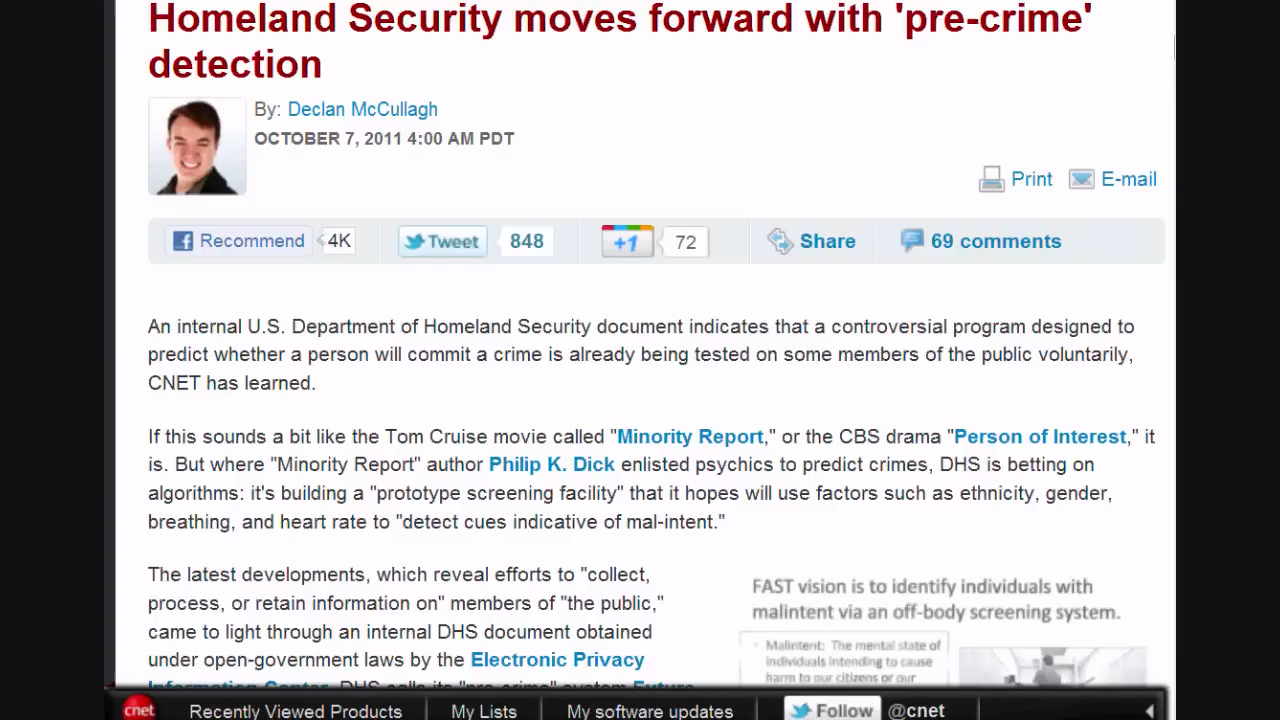 Homeland Security moves forward with 'pre-crime'
detection
By: Declan McCullagh
OCTOBER 7, 2011 4:00 AM PDT
Print E-mail
Recommend 4K Tweet 848 +1 72 Share 69 comments
An internal U.S. Department of Homeland Security document indicates that a controversial program designed to
predict whether a person will commit a crime is already being tested on some members of the public voluntarily,
CNET has learned.
If this sounds a bit like the Tom Cruise movie called "Minority Report," or the CBS drama "Person of Interest," it
is. But where "Minority Report" author Philip K. Dick enlisted psychics to predict crimes, DHS is betting on
algorithms: it's building a "prototype screening facility" that it hopes will use factors such as ethnicity, gender,
breathing, and heart rate to "detect cues indicative of mal-intent."
The latest developments, which reveal efforts to "collect,
process, or retain information on" members of "the public,"
came to light through an internal DHS document obtained
under open-government laws by the Electronic Privacy
Information Center. DHS calls its "pre-crime" system Future
FAST vision is to identify individuals with
malintent via an off-body screening system.
Malintent: The mental state of
individuals intending to cause
harm to our citizens or our
cnet Recently Viewed Products My Lists My software updates Follow @cnet